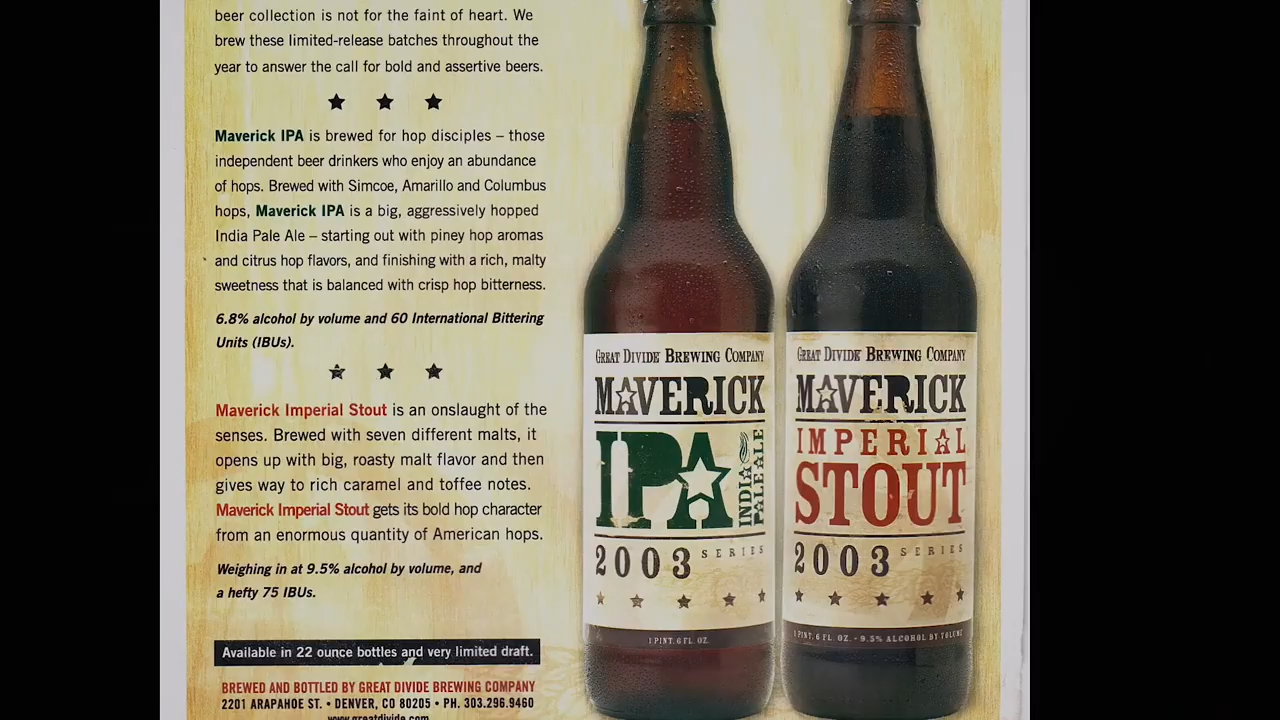 beer collection is not for the faint of heart. We
brew these limited-release batches throughout the
year to answer the call for bold and assertive beers.
Maverick IPA is brewed for hop disciples – those
independent beer drinkers who enjoy an abundance
of hops. Brewed with Simcoe, Amarillo and Columbus
hops, Maverick IPA is a big, aggressively hopped
India Pale Ale – starting out with piney hop aromas
and citrus hop flavors, and finishing with a rich, malty
sweetness that is balanced with crisp hop bitterness.
6.8% alcohol by volume and 60 International Bittering
Units (IBUs).
Maverick Imperial Stout is an onslaught of the
senses. Brewed with seven different malts, it
opens up with big, roasty malt flavor and then
gives way to rich caramel and toffee notes.
Maverick Imperial Stout gets its bold hop character
from an enormous quantity of American hops.
Weighing in at 9.5% alcohol by volume, and
a hefty 75 IBUs.
Available in 22 ounce bottles and very limited draft.
BREWED AND BOTTLED BY GREAT DIVIDE BREWING COMPANY
2201 ARAPAHOE ST. • DENVER, CO 80205 • PH. 303.296.9460
www.greatdivide.com
GREAT DIVIDE BREWING COMPANY
MAVERICK
IPA
INDIA
PALE ALE
2003 SERIES
1 PINT. 6 FL. OZ.
GREAT DIVIDE BREWING COMPANY
MAVERICK
IMPERIAL
STOUT
2003 SERIES
1 PINT. 6 FL. OZ. - 9.5% ALCOHOL BY VOLUME